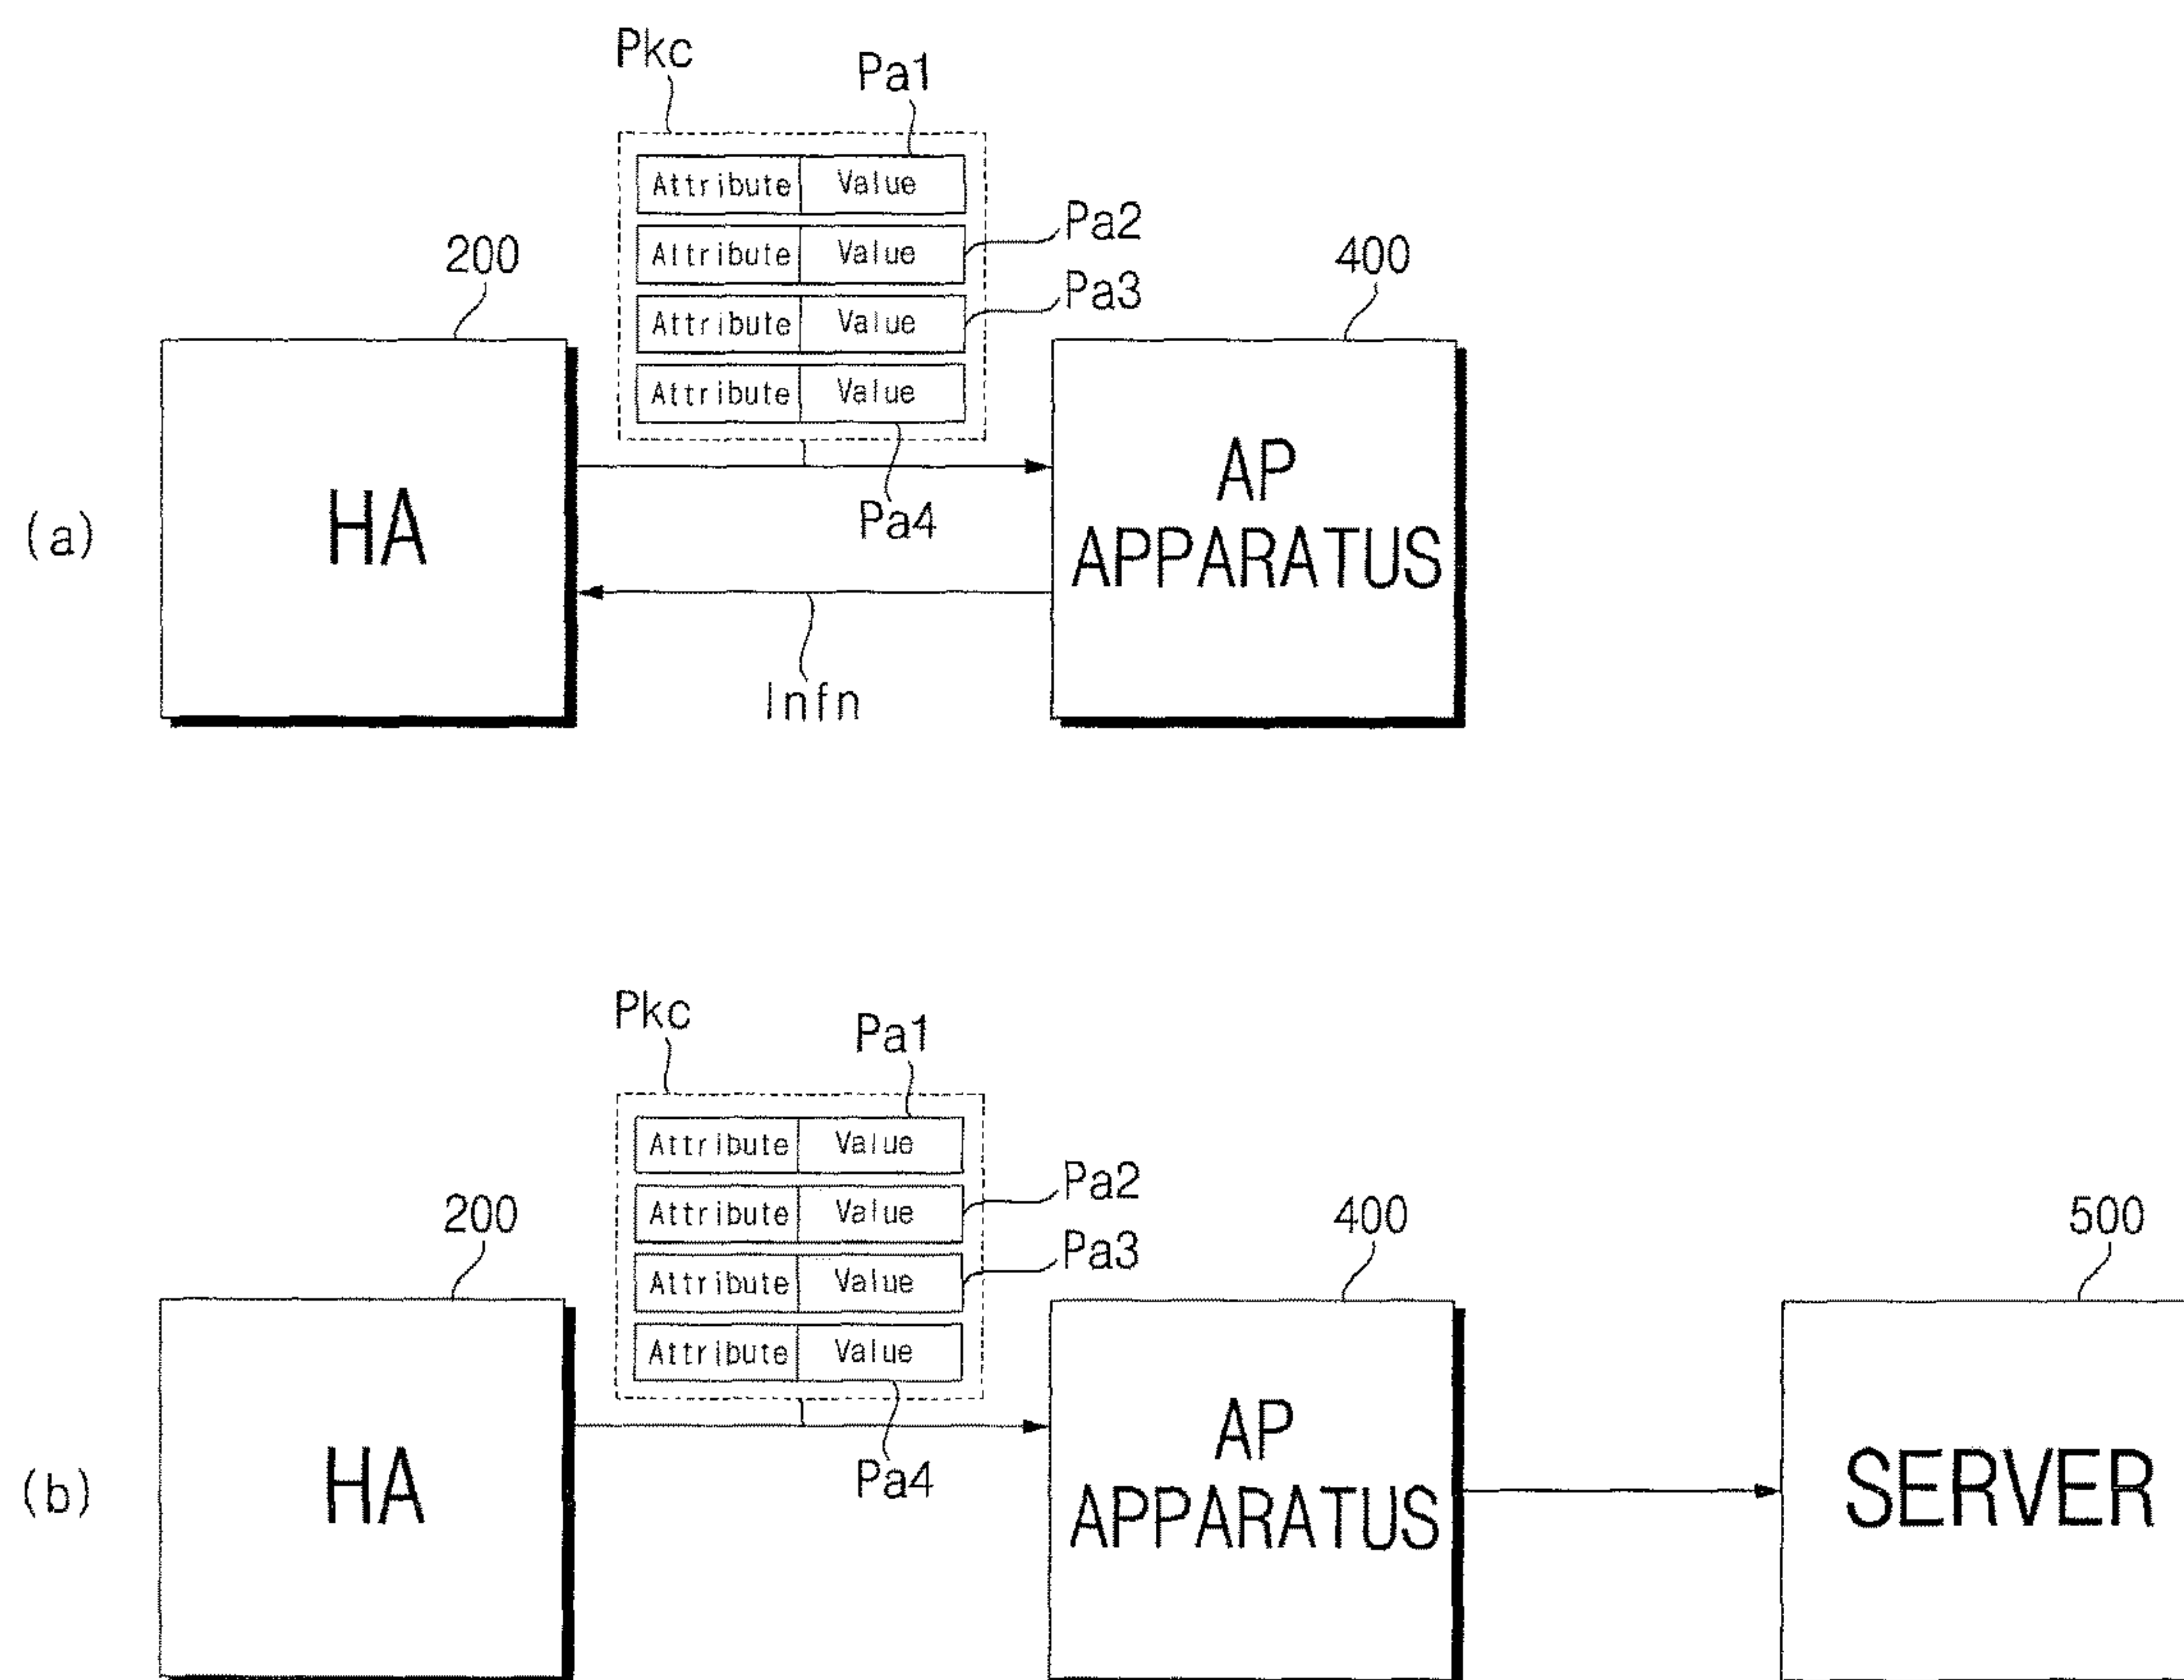 Pkc
Pa1
Attribute Value
Pa2
200
Attribute Value
400
Pa3
Attribute Value
Attribute Value
AP
HA
(a)
Pa4
APPARATUS
Infn
Pkc
Pa1
Attribute Value
Pa2
200
Attribute Value
400
500
Pa3
Attribute Value
Attribute Value
AP
Pa4
HA
(b)
SERVER
APPARATUS